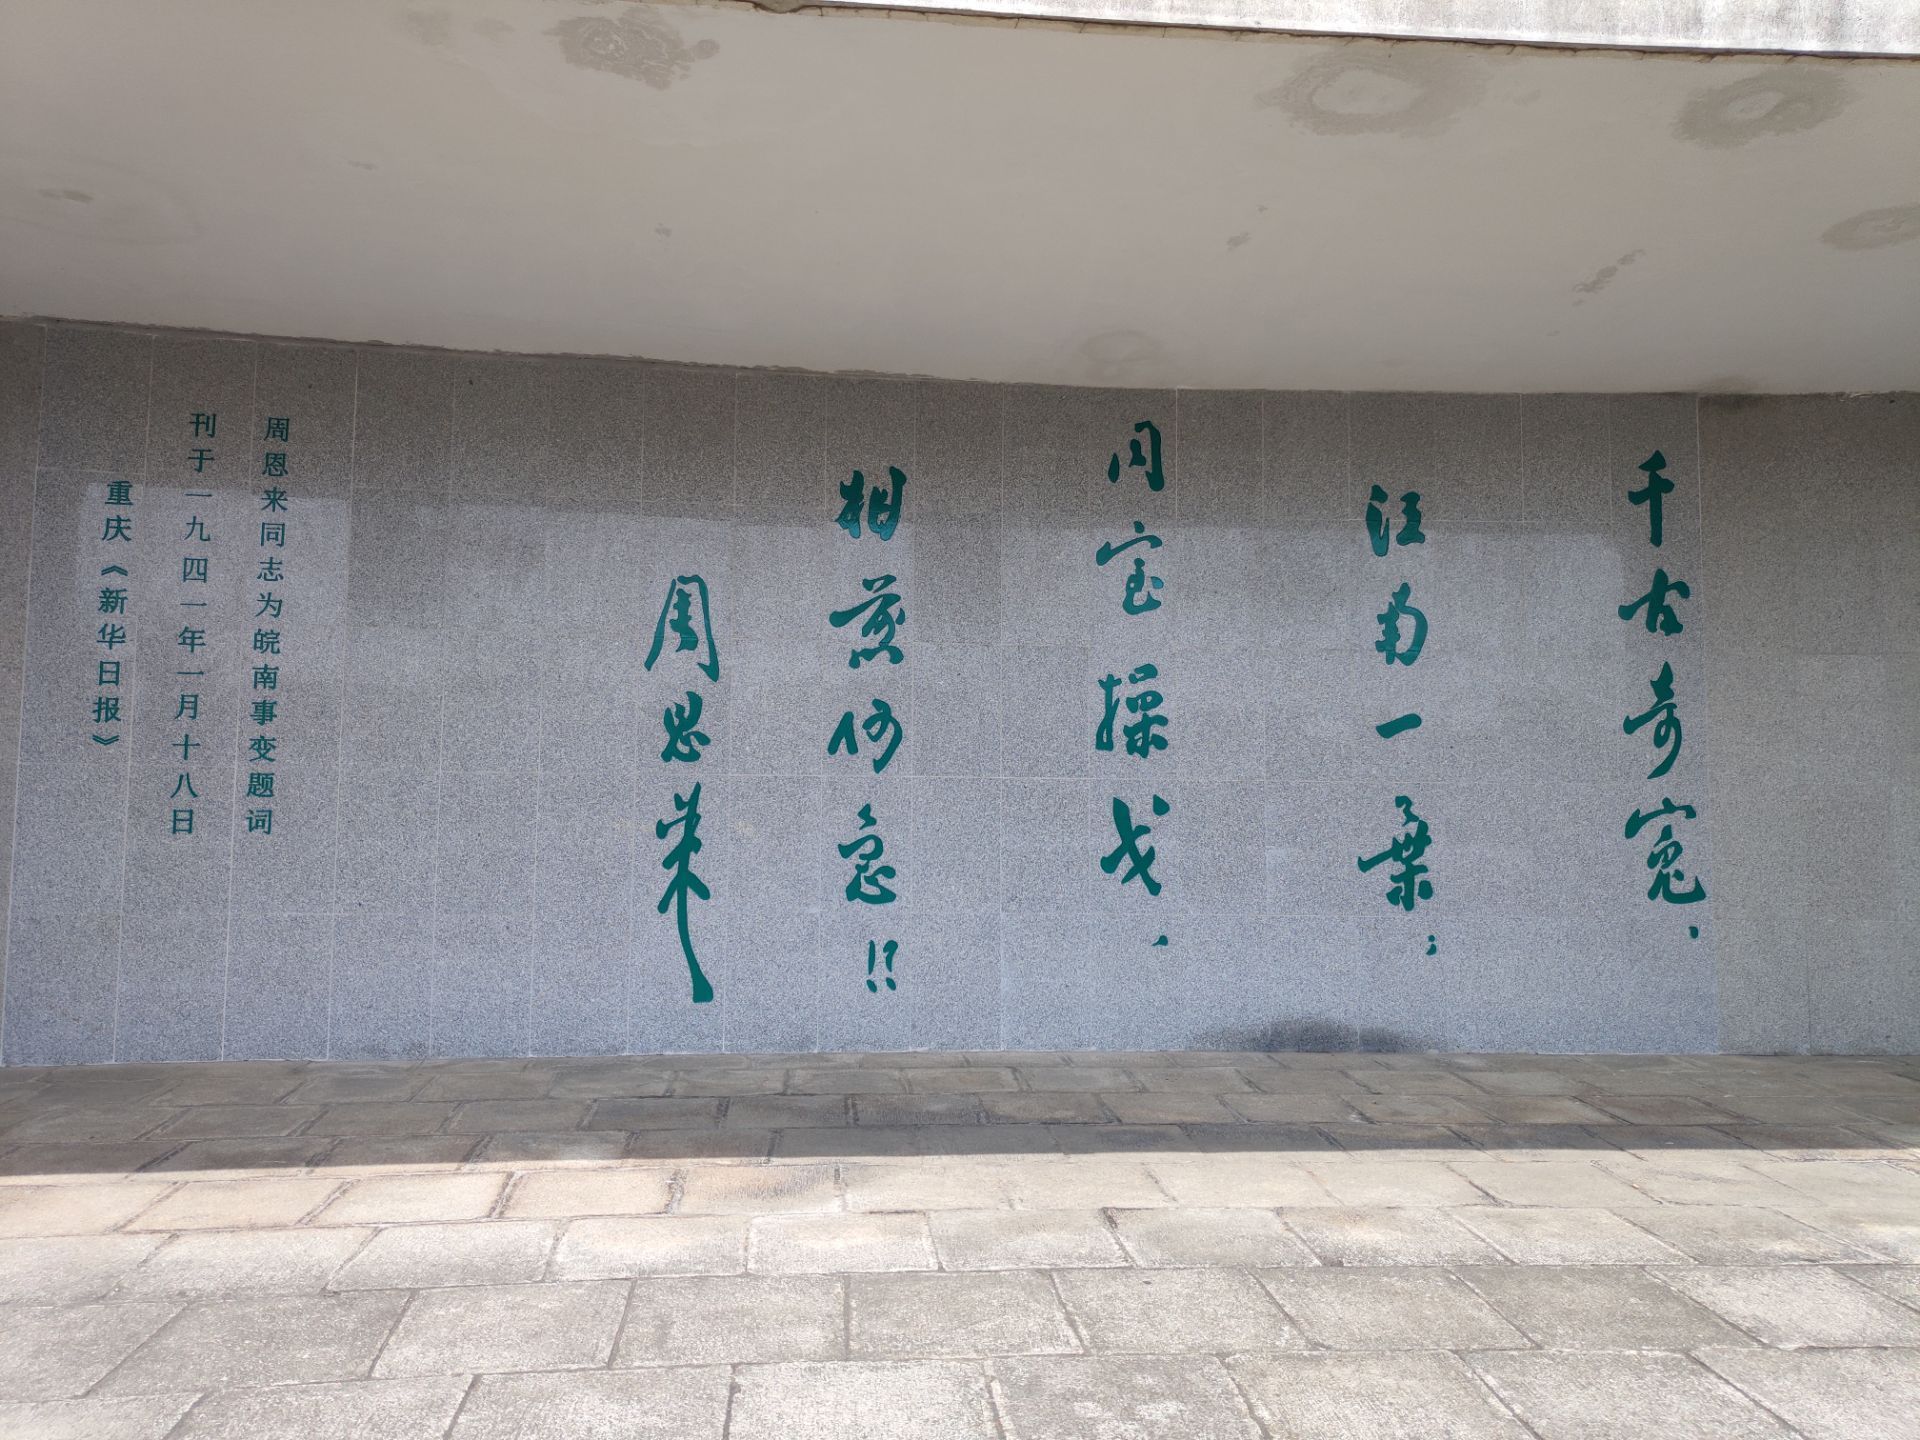 千古奇冤、
江南一葉；
同室操戈、
相煎何急！？
周恩来
周恩来同志为皖南事变题词
刊于一九四一年一月十八日
重庆《新华日报》